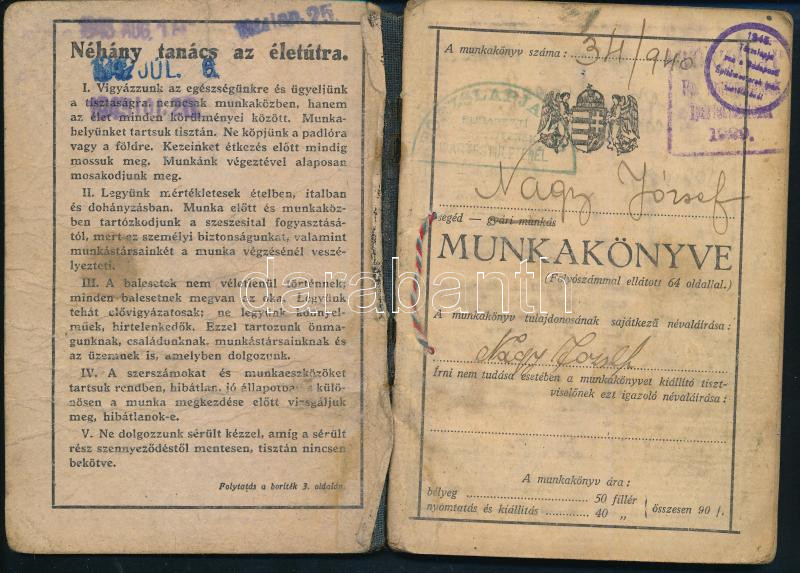 Néhány tanács az életútra.
I. Vigyázzunk az egészségünkre és ügyeljünk
a tisztaságra nemcsak munkaközben, hanem
az élet minden körülményei között. Munka-
helyünket tartsuk tisztán. Ne köpjünk a padlóra
vagy a földre. Kezeinket étkezés előtt mindig
mossuk meg. Munkánk végeztével alaposan
mosakodjunk meg.
II. Legyünk mértékletesek ételben, italban
és dohányzásban. Munka előtt és munkaköz-
ben tartózkodjunk a szeszesital fogyasztásá-
tól, mert ez személyi biztonságunkat, valamint
munkástársainkét a munka végzésénél veszé-
lyezteti.
III. A balesetek nem véletlenül történnek;
minden balesetnek megvan az oka. Legyünk
tehát elővigyázatosak; ne legyünk könnyel-
műek, hirtelenkedők. Ezzel tartozunk önma-
gunknak, családunknak, munkástársainknak és
az üzemnek is, amelyben dolgozunk.
IV. A szerszámokat és munkaeszközöket
tartsuk rendben, hibátlan, jó állapotban s külö-
nösen a munka megkezdése előtt vizsgáljuk
meg, hibátlanok-e.
V. Ne dolgozzunk sérült kézzel, amíg a sérült
rész szennyeződéstől mentesen, tisztán nincsen
bekötve.
Folytatás a boríték 3. oldalán.
A munkakönyv száma: 34/940
1945.
1940.
Nagy József
segéd — gyári munkás
MUNKAKÖNYVE
(Folyószámmal ellátott 64 oldallal.)
A munkakönyv tulajdonosának sajátkezű névaláírása:
Nagy József
Írni nem tudása esetében a munkakönyvet kiállító tiszt-
viselőnek ezt igazoló névaláírása:
A munkakönyv ára:
bélyeg 50 fillér
nyomtatás és kiállítás 40 „ összesen 90 f.
darabanth